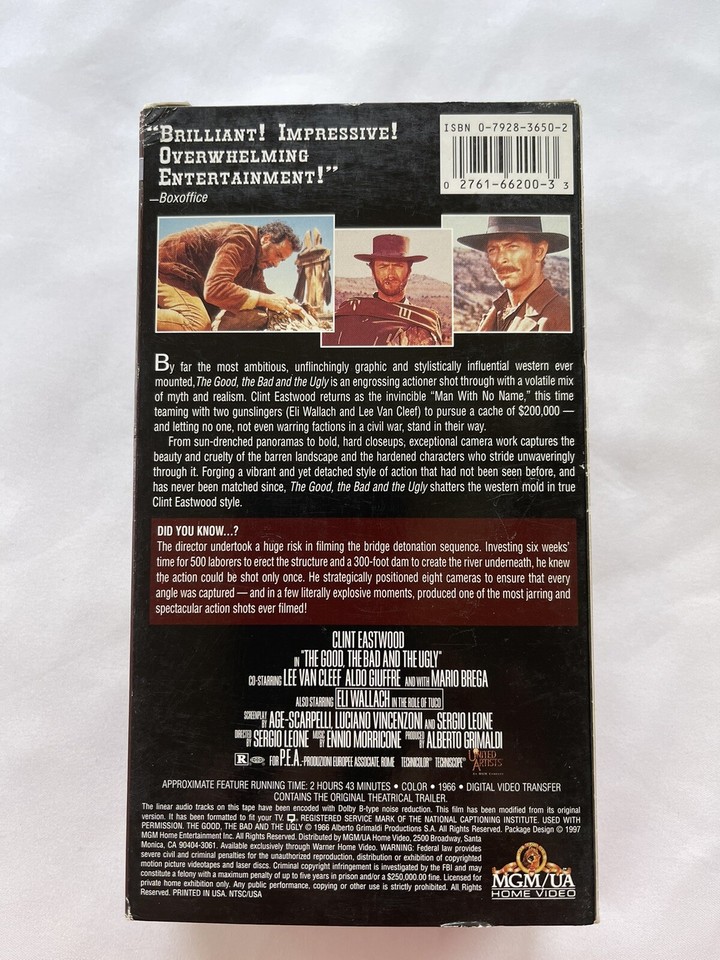 “BRILLIANT! IMPRESSIVE!
OVERWHELMING
ENTERTAINMENT!”
—Boxoffice
ISBN 0-7928-3650-2
0 2761-66200-3 3
By far the most ambitious, unflinchingly graphic and stylistically influential western ever
mounted, The Good, the Bad and the Ugly is an engrossing actioner shot through with a volatile mix
of myth and realism. Clint Eastwood returns as the invincible “Man With No Name,” this time
teaming with two gunslingers (Eli Wallach and Lee Van Cleef) to pursue a cache of $200,000 —
and letting no one, not even warring factions in a civil war, stand in their way.
From sun-drenched panoramas to bold, hard closeups, exceptional camera work captures the
beauty and cruelty of the barren landscape and the hardened characters who stride unwaveringly
through it. Forging a vibrant and yet detached style of action that had not been seen before, and
has never been matched since, The Good, the Bad and the Ugly shatters the western mold in true
Clint Eastwood style.
DID YOU KNOW...?
The director undertook a huge risk in filming the bridge detonation sequence. Investing six weeks’
time for 500 laborers to erect the structure and a 300-foot dam to create the river underneath, he knew
the action could be shot only once. He strategically positioned eight cameras to ensure that every
angle was captured — and in a few literally explosive moments, produced one of the most jarring and
spectacular action shots ever filmed!
CLINT EASTWOOD
IN “THE GOOD, THE BAD AND THE UGLY”
CO-STARRING LEE VAN CLEEF ALDO GIUFFRE AND WITH MARIO BREGA
ALSO STARRING ELI WALLACH IN THE ROLE OF TUCO
SCREENPLAY BY AGE-SCARPELLI, LUCIANO VINCENZONI AND SERGIO LEONE
DIRECTED BY SERGIO LEONE MUSIC BY ENNIO MORRICONE PRODUCED BY ALBERTO GRIMALDI
R FOR P.E.A.-PRODUZIONI EUROPEE ASSOCIATE, ROME TECHNICOLOR® TECHNISCOPE® UNITED ARTISTS
APPROXIMATE FEATURE RUNNING TIME: 2 HOURS 43 MINUTES • COLOR • 1966 • DIGITAL VIDEO TRANSFER
CONTAINS THE ORIGINAL THEATRICAL TRAILER.
The linear audio tracks on this tape have been encoded with Dolby B-type noise reduction. This film has been modified from its original
version. It has been formatted to fit your TV. REGISTERED SERVICE MARK OF THE NATIONAL CAPTIONING INSTITUTE. USED WITH
PERMISSION. THE GOOD, THE BAD AND THE UGLY © 1966 Alberto Grimaldi Productions S.A. All Rights Reserved. Package Design © 1997
MGM Home Entertainment Inc. All Rights Reserved. Distributed by MGM/UA Home Video, 2500 Broadway, Santa
Monica, CA 90404-3061. Available exclusively through Warner Home Video. WARNING: Federal law provides
severe civil and criminal penalties for the unauthorized reproduction, distribution or exhibition of copyrighted
motion picture videotapes and laser discs. Criminal copyright infringement is investigated by the FBI and may
constitute a felony with a maximum penalty of up to five years in prison and/or a $250,000.00 fine. Licensed for
private home exhibition only. Any public performance, copying or other use is strictly prohibited. All Rights
Reserved. PRINTED IN USA. NTSC/USA
MGM/UA
HOME VIDEO